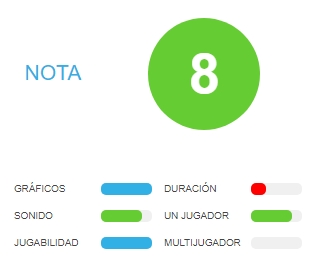 NOTA
8
GRÁFICOS
DURACIÓN
SONIDO
UN JUGADOR
JUGABILIDAD
MULTIJUGADOR